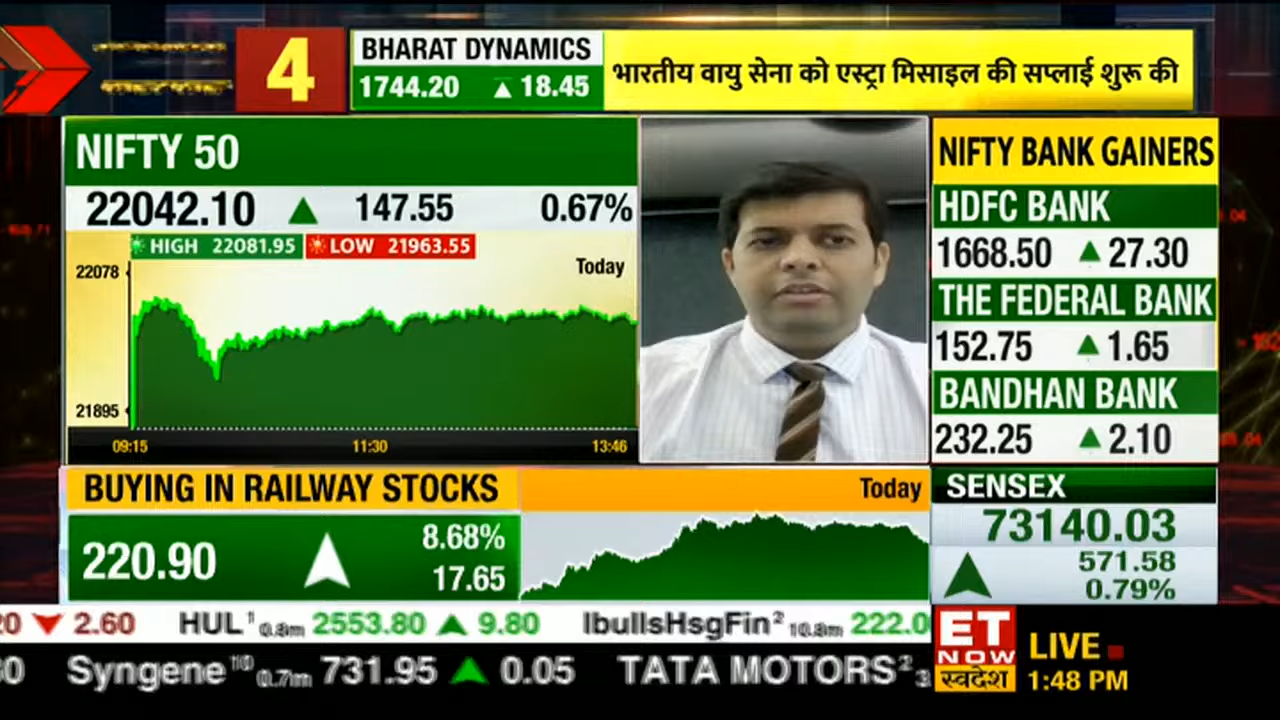 4
BHARAT DYNAMICS
1744.20 ▲ 18.45
भारतीय वायु सेना को एस्ट्रा मिसाइल की सप्लाई शुरू की
NIFTY 50
22042.10 ▲ 147.55 0.67%
HIGH 22081.95 LOW 21963.55
Today
22078
21895
09:15 11:30 13:46
NIFTY BANK GAINERS
HDFC BANK
1668.50 ▲ 27.30
THE FEDERAL BANK
152.75 ▲ 1.65
BANDHAN BANK
232.25 ▲ 2.10
BUYING IN RAILWAY STOCKS
Today
220.90 ▲ 8.68%
17.65
SENSEX
73140.03
▲ 571.58
0.79%
20 ▼ 2.60 HUL 1 0.8m 2553.80 ▲ 9.80 IbullsHsgFin 2 10.8m 222.0
Syngene 10 0.7m 731.95 ▲ 0.05 TATA MOTORS 2
ET
NOW
स्वदेश
LIVE
1:48 PM